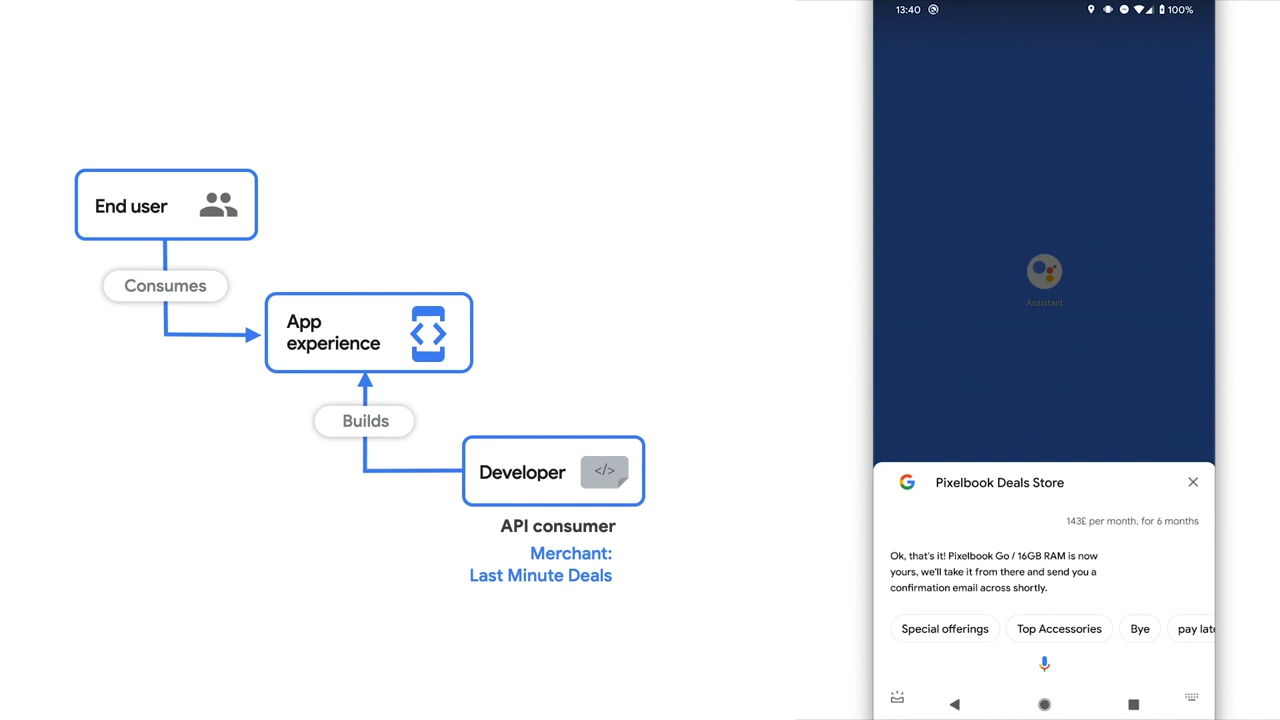 End user
Consumes
App
experience
Builds
Developer
</>
API consumer
Merchant:
Last Minute Deals
13:40
100%
Assistant
Pixelbook Deals Store
143£ per month, for 6 months
Ok, that's it! Pixelbook Go / 16GB RAM is now
yours, we'll take it from there and send you a
confirmation email across shortly.
Special offerings
Top Accessories
Bye
pay late